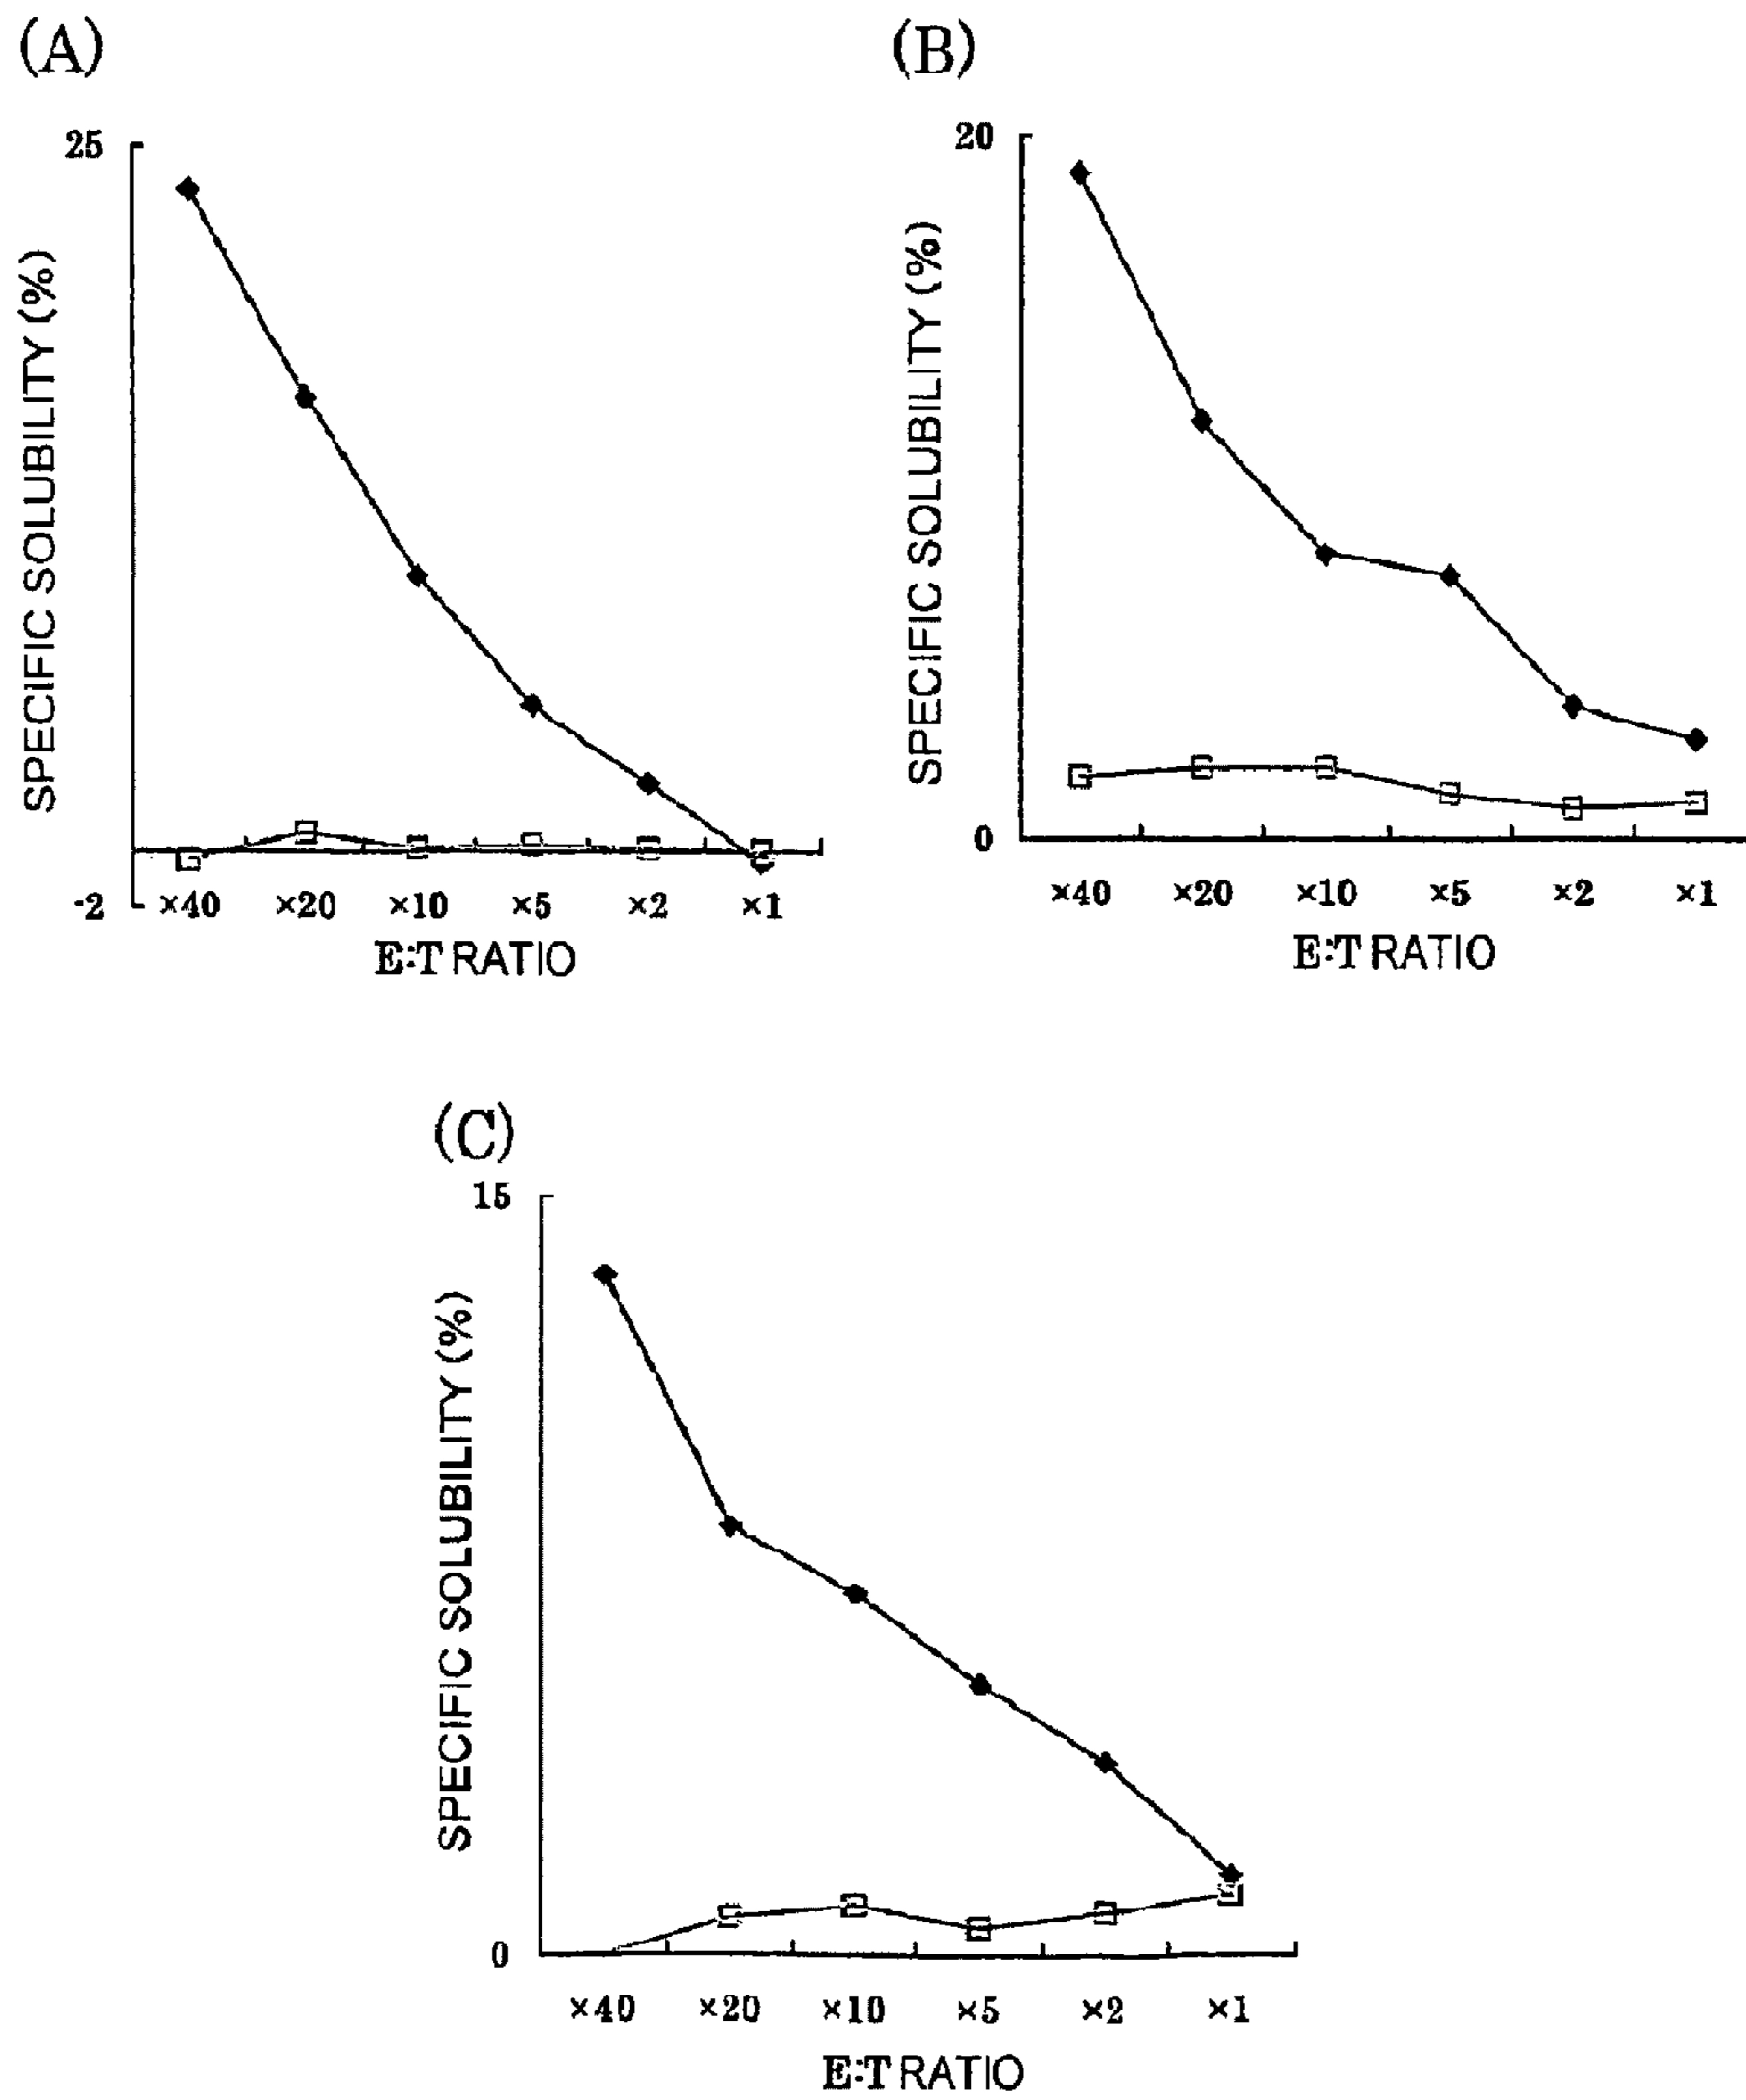 (A)
25
SPECIFIC SOLUBILITY (%)
-2
×40 ×20 ×10 ×5 ×2 ×1
E:T RATIO
(B)
20
SPECIFIC SOLUBILITY (%)
0
×40 ×20 ×10 ×5 ×2 ×1
E:T RATIO
(C)
15
SPECIFIC SOLUBILITY (%)
0
×40 ×20 ×10 ×5 ×2 ×1
E:T RATIO